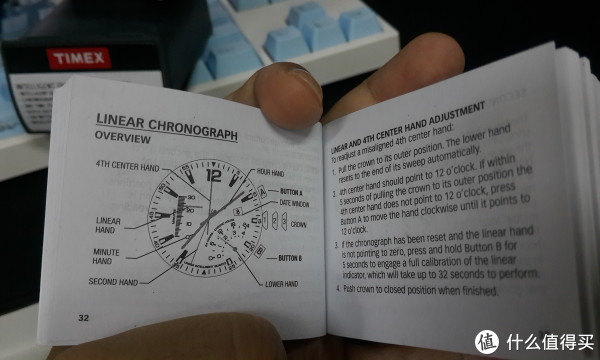 TIMEX
LINEAR CHRONOGRAPH
OVERVIEW
4TH CENTER HAND
HOUR HAND
BUTTON A
DATE WINDOW
CROWN
12
LINEAR
HAND
MINUTE
HAND
BUTTON B
SECOND HAND
LOWER HAND
32
LINEAR AND 4TH CENTER HAND ADJUSTMENT
To readjust a misaligned 4th center hand:
1. Pull the crown to its outer position. The lower hand
resets to the end of its sweep automatically.
2. 4th center hand should point to 12 o'clock. If within
5 seconds of pulling the crown to its outer position the
4th center hand does not point to 12 o'clock, press
Button A to move the hand clockwise until it points to
12 o'clock.
3. If the chronograph has been reset and the linear hand
is not pointing to zero, press and hold Button B for
5 seconds to engage a full calibration of the linear
indicator, which will take up to 32 seconds to perform.
4. Push crown to closed position when finished.
值 什么值得买